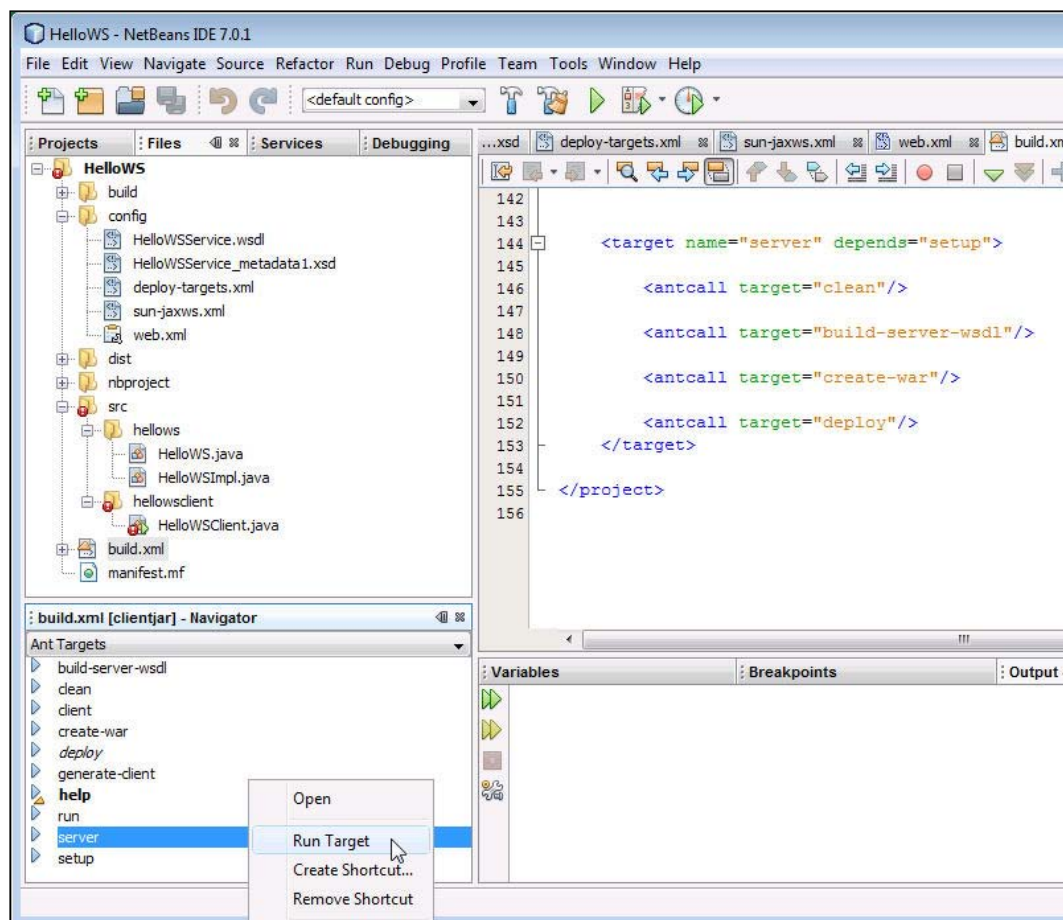 HelloWS - NetBeans IDE 7.0.1
File Edit View Navigate Source Refactor Run Debug Profile Team Tools Window Help
<default config>
Projects Files Services Debugging
HelloWS
build
config
HelloWSService.wsdl
HelloWSService_metadata1.xsd
deploy-targets.xml
sun-jaxws.xml
web.xml
dist
nbproject
src
hellows
HelloWS.java
HelloWSImpl.java
hellowsclient
HelloWSClient.java
build.xml
manifest.mf
build.xml [clientjar] - Navigator
Ant Targets
build-server-wsdl
clean
client
create-war
deploy
generate-client
help
run
server
setup
Open
Run Target
Create Shortcut...
Remove Shortcut
...xsd deploy-targets.xml sun-jaxws.xml web.xml build.xm
142
143
144 <target name="server" depends="setup">
145
146 <antcall target="clean"/>
147
148 <antcall target="build-server-wsdl"/>
149
150 <antcall target="create-war"/>
151
152 <antcall target="deploy"/>
153 </target>
154
155 </project>
156
Variables Breakpoints Output